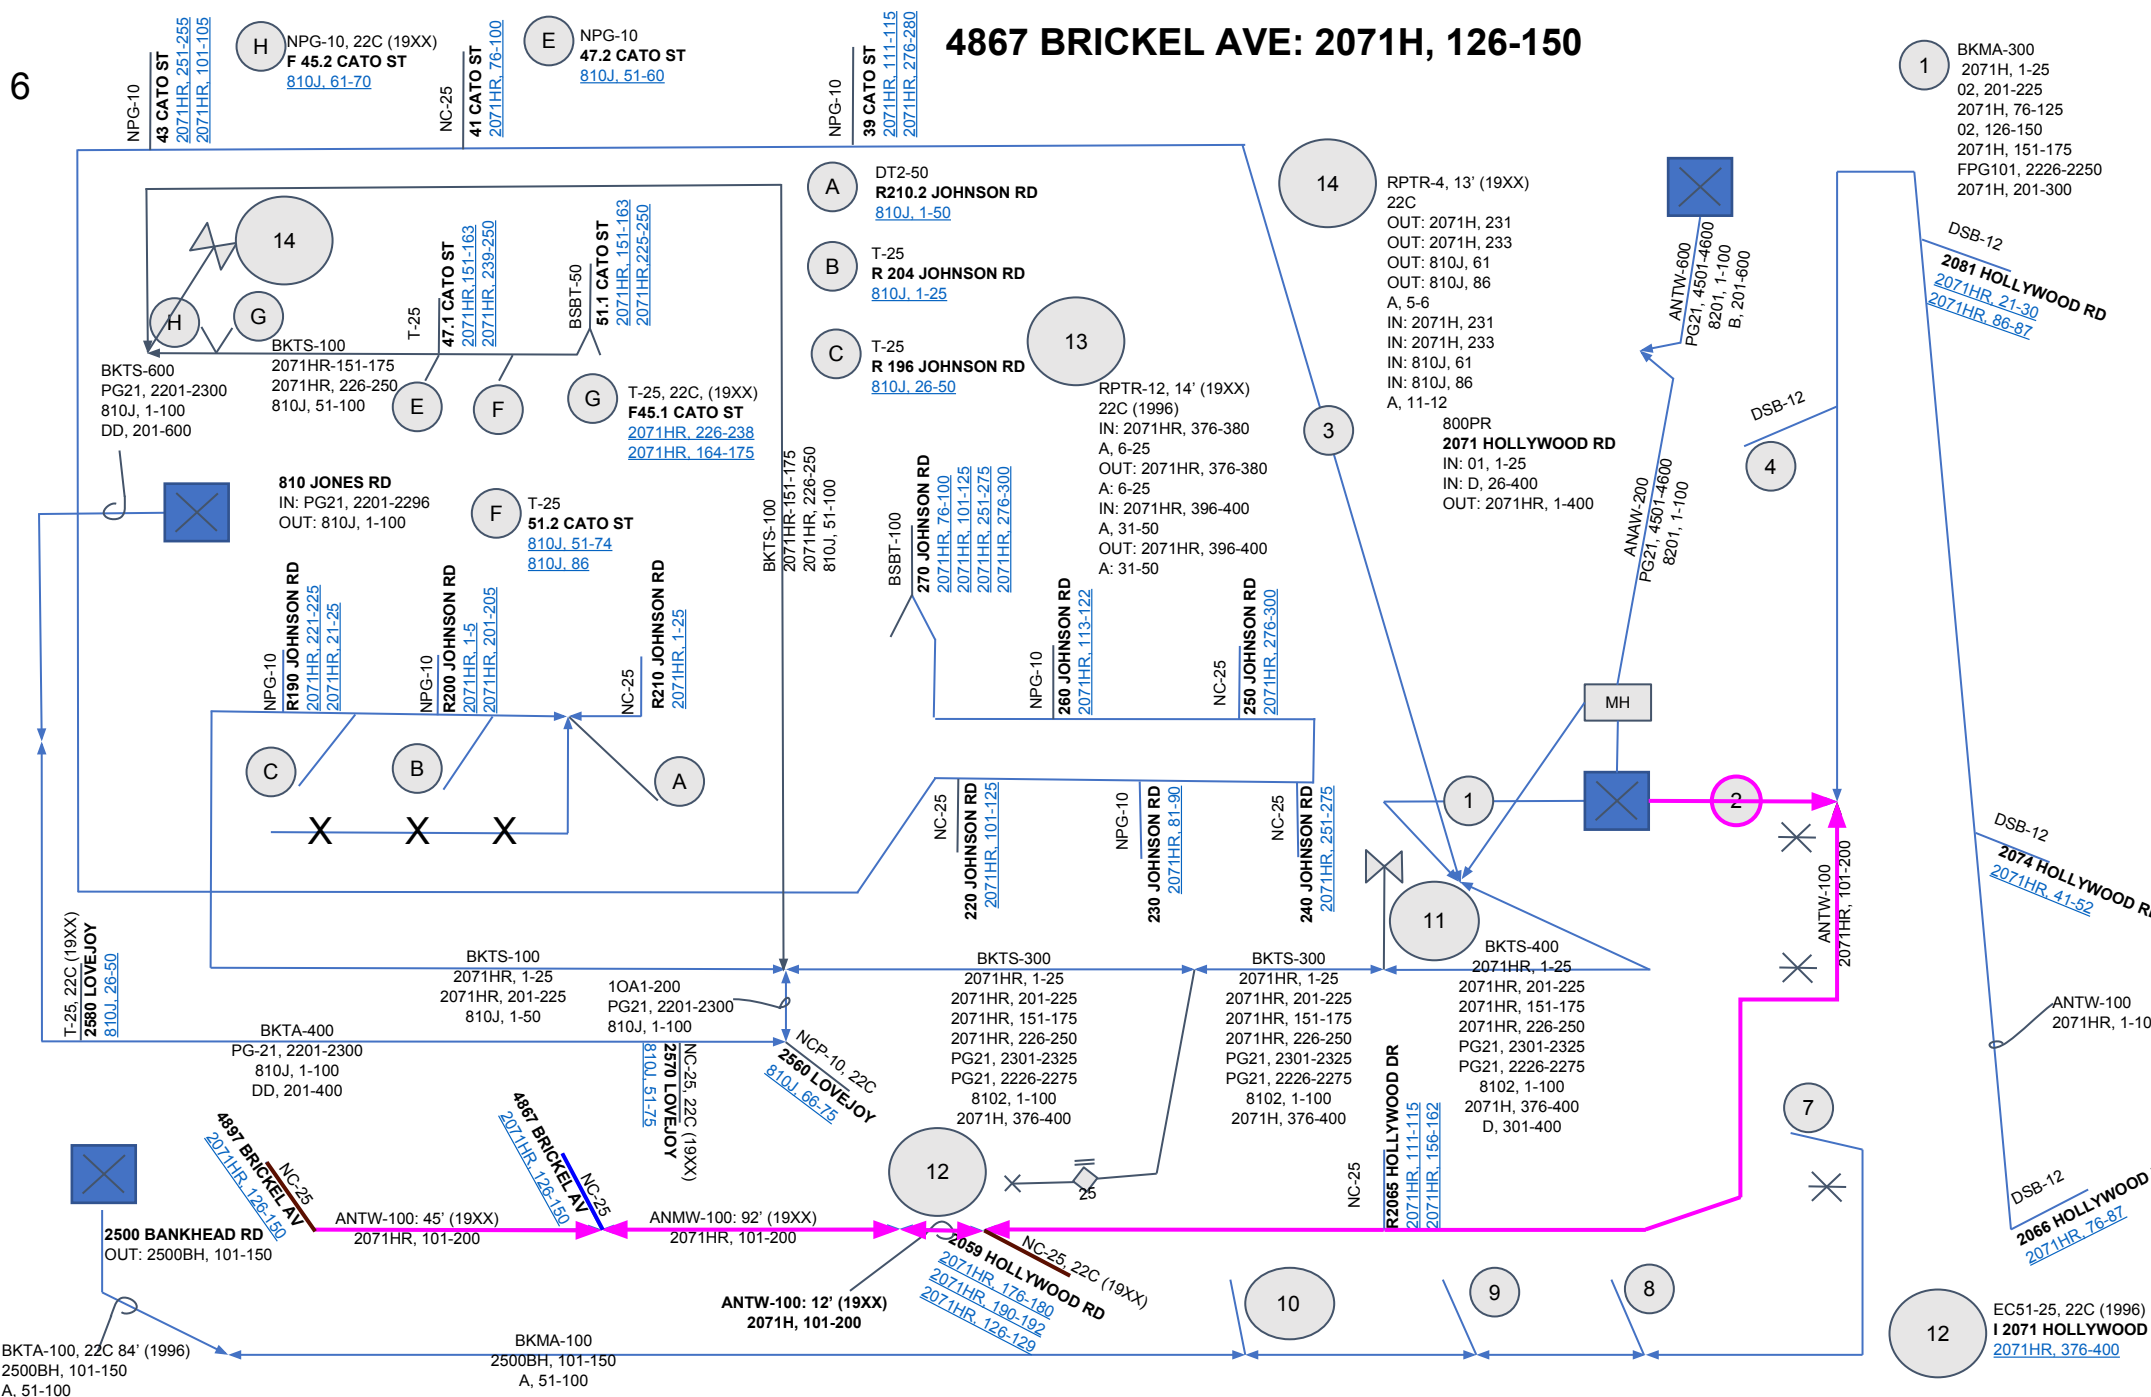 4867 BRICKEL AVE: 2071H, 126-150
6
NPG-10
43 CATO ST
2071HR, 251-255
2071HR, 101-105
H
NPG-10, 22C (19XX)
F 45.2 CATO ST
810J, 61-70
NC-25
41 CATO ST
2071HR, 76-100
E
NPG-10
47.2 CATO ST
810J, 51-60
NPG-10
39 CATO ST
2071HR, 111-115
2071HR, 276-280
1
BKMA-300
2071H, 1-25
02, 201-225
2071H, 76-125
02, 126-150
2071H, 151-175
FPG101, 2226-2250
2071H, 201-300
14
H
G
T-25
47.1 CATO ST
2071HR,151-163
2071HR, 239-250
BSBT-50
51.1 CATO ST
2071HR, 151-163
2071HR,225-250
A
DT2-50
R210.2 JOHNSON RD
810J, 1-50
B
T-25
R 204 JOHNSON RD
810J, 1-25
C
T-25
R 196 JOHNSON RD
810J, 26-50
14
RPTR-4, 13' (19XX)
22C
OUT: 2071H, 231
OUT: 2071H, 233
OUT: 810J, 61
OUT: 810J, 86
A, 5-6
IN: 2071H, 231
IN: 2071H, 233
IN: 810J, 61
IN: 810J, 86
A, 11-12
13
RPTR-12, 14' (19XX)
22C (1996)
IN: 2071HR, 376-380
A, 6-25
OUT: 2071HR, 376-380
A: 6-25
IN: 2071HR, 396-400
A, 31-50
OUT: 2071HR, 396-400
A: 31-50
3
800PR
2071 HOLLYWOOD RD
IN: 01, 1-25
IN: D, 26-400
OUT: 2071HR, 1-400
ANTW-600
PG21, 4501-4600
8201, 1-100
B, 201-600
ANAW-200
PG21, 4501-4600
8201, 1-100
DSB-12
2081 HOLLYWOOD RD
2071HR, 21-30
2071HR, 86-87
DSB-12
4
BKTS-600
PG21, 2201-2300
810J, 1-100
DD, 201-600
BKTS-100
2071HR-151-175
2071HR, 226-250
810J, 51-100
E
F
G
T-25, 22C, (19XX)
F45.1 CATO ST
2071HR, 226-238
2071HR, 164-175
810 JONES RD
IN: PG21, 2201-2296
OUT: 810J, 1-100
F
T-25
51.2 CATO ST
810J, 51-74
810J, 86
BKTS-100
2071HR-151-175
2071HR, 226-250
810J, 51-100
BSBT-100
270 JOHNSON RD
2071HR, 76-100
2071HR, 101-125
2071HR, 251-275
2071HR, 276-300
NPG-10
R190 JOHNSON RD
2071HR, 221-225
2071HR, 21-25
NPG-10
R200 JOHNSON RD
2071HR, 1-5
2071HR, 201-205
NC-25
R210 JOHNSON RD
2071HR, 1-25
NPG-10
260 JOHNSON RD
2071HR, 113-122
NC-25
250 JOHNSON RD
2071HR, 276-300
MH
C
B
A
X X X
1
2
NC-25
220 JOHNSON RD
2071HR, 101-125
NPG-10
230 JOHNSON RD
2071HR, 81-90
NC-25
240 JOHNSON RD
2071HR, 251-275
11
ANTW-100
2071HR, 101-200
DSB-12
2074 HOLLYWOOD RD
2071HR, 41-52
T-25, 22C (19XX)
2580 LOVEJOY
810J, 26-50
BKTS-100
2071HR, 1-25
2071HR, 201-225
810J, 1-50
1OA1-200
PG21, 2201-2300
810J, 1-100
BKTS-300
2071HR, 1-25
2071HR, 201-225
2071HR, 151-175
2071HR, 226-250
PG21, 2301-2325
PG21, 2226-2275
8102, 1-100
2071H, 376-400
BKTS-300
2071HR, 1-25
2071HR, 201-225
2071HR, 151-175
2071HR, 226-250
PG21, 2301-2325
PG21, 2226-2275
8102, 1-100
2071H, 376-400
BKTS-400
2071HR, 1-25
2071HR, 201-225
2071HR, 151-175
2071HR, 226-250
PG21, 2301-2325
PG21, 2226-2275
8102, 1-100
2071H, 376-400
D, 301-400
ANTW-100
2071HR, 1-10
BKTA-400
PG-21, 2201-2300
810J, 1-100
DD, 201-400
NC-25, 22C (19XX)
2570 LOVEJOY
810J, 51-75
NCP-10, 22C
2560 LOVEJOY
810J, 66-75
7
NC-25
4897 BRICKEL AV
2071HR, 126-150
NC-25
4867 BRICKEL AV
2071HR, 126-150
12
25
NC-25
R2065 HOLLYWOOD DR
2071HR, 111-115
2071HR, 156-162
DSB-12
2066 HOLLYWOOD
2071HR, 76-87
2500 BANKHEAD RD
OUT: 2500BH, 101-150
ANTW-100: 45' (19XX)
2071HR, 101-200
ANMW-100: 92' (19XX)
2071HR, 101-200
NC-25, 22C (19XX)
2059 HOLLYWOOD RD
2071HR, 176-180
2071HR, 190-192
2071HR, 126-129
ANTW-100: 12' (19XX)
2071H, 101-200
10
9
8
12
EC51-25, 22C (1996)
I 2071 HOLLYWOOD
2071HR, 376-400
BKTA-100, 22C 84' (1996)
2500BH, 101-150
A, 51-100
BKMA-100
2500BH, 101-150
A, 51-100